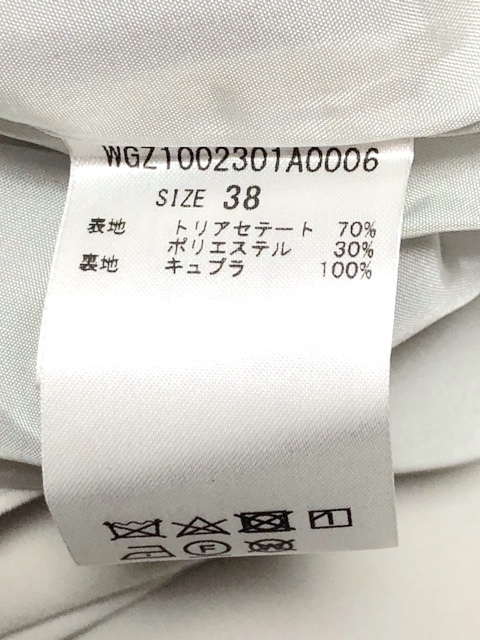 WGZ1002301A0006
SIZE 38
表地 トリアセテート 70%
ポリエステル 30%
裏地 キュプラ 100%
1
F
W